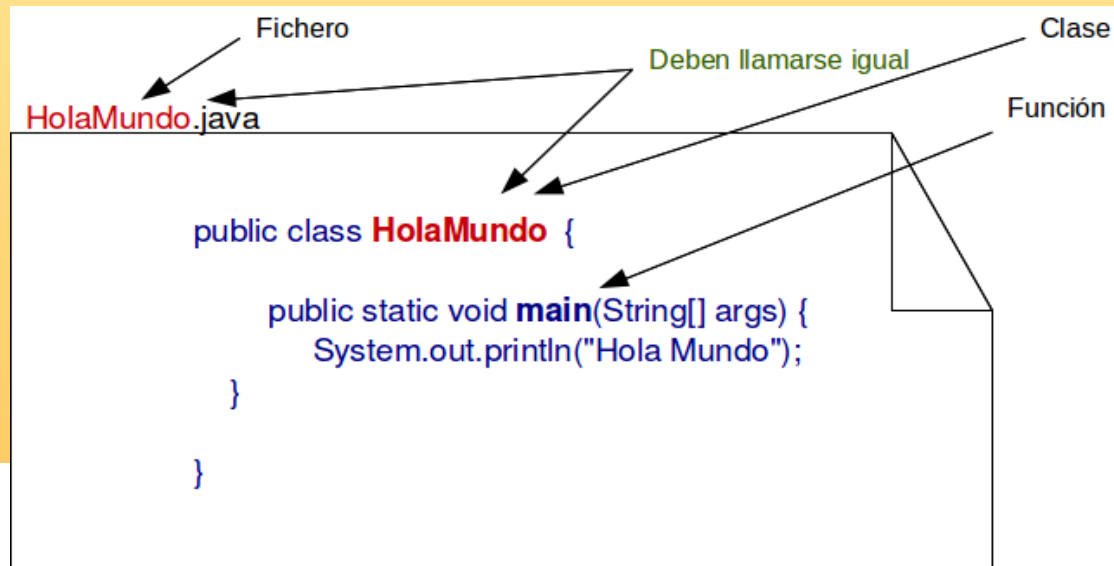 Fichero
Clase
Deben llamarse igual
Función
HolaMundo.java
public class HolaMundo {
public static void main(String[] args) {
System.out.println("Hola Mundo");
}
}